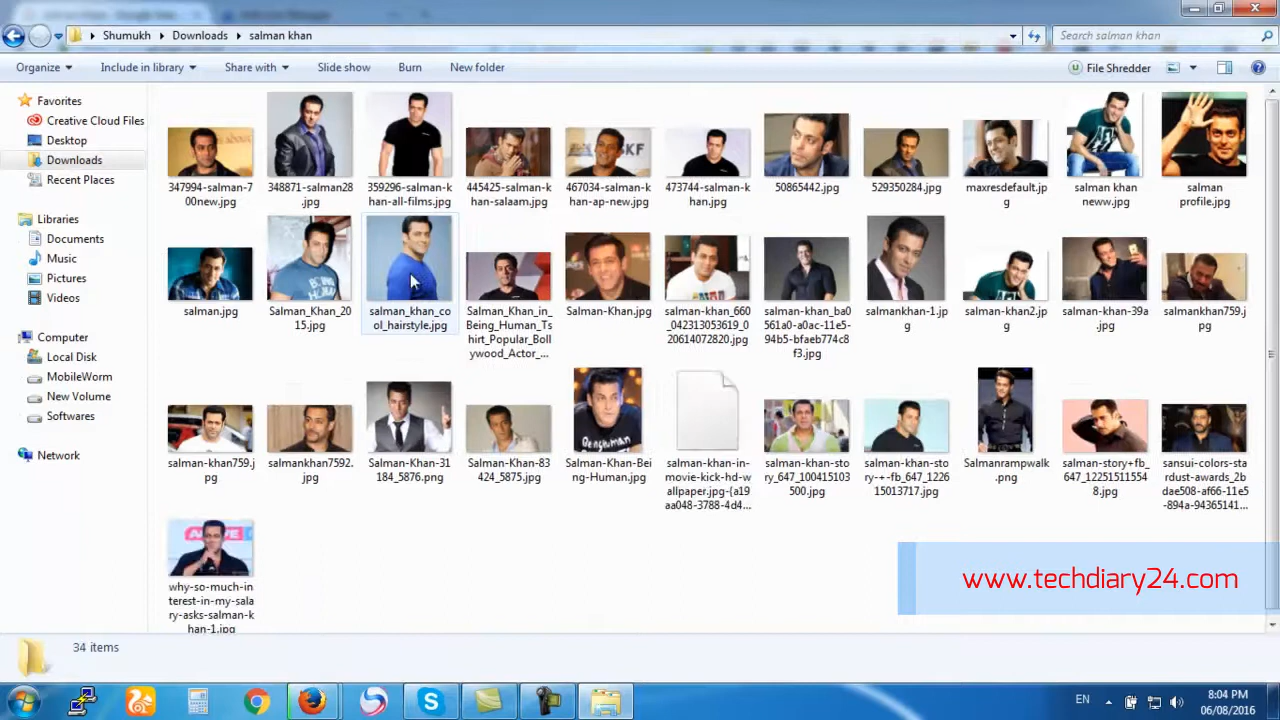 Shumukh Downloads salman khan
Search salman khan
Organize Include in library Share with Slide show Burn New folder File Shredder
Favorites
Creative Cloud Files
Desktop
Downloads
Recent Places
Libraries
Documents
Music
Pictures
Videos
Computer
Local Disk
MobileWorm
New Volume
Softwares
Network
347994-salman-7
00new.jpg
348871-salman28
.jpg
359296-salman-k
han-all-films.jpg
445425-salman-k
han-salaam.jpg
467034-salman-k
han-ap-new.jpg
473744-salman-k
han.jpg
50865442.jpg
529350284.jpg
maxresdefault.jp
g
salman khan
neww.jpg
salman
profile.jpg
salman.jpg
Salman_Khan_20
15.jpg
salman_khan_co
ol_hairstyle.jpg
Salman_Khan_in_
Being_Human_Ts
hirt_Popular_Boll
ywood_Actor_...
Salman-Khan.jpg
salman_khan_660
_042313053619_0
20614072820.jpg
salman_khan_ba0
561a0-a0ac-11e5-
94b5-bfaeb774c8
f3.jpg
salmankhan-1.jp
g
salman-khan2.jp
g
salman-khan-39a
.jpg
salmankhan759.j
pg
salman-khan759.j
pg
salmankhan7592.
jpg
Salman-Khan-31
184_5876.png
Salman-Khan-83
424_5875.jpg
Salman-Khan-Bei
ng-Human.jpg
salman-khan-in-
movie-kick-hd-w
allpaper.jpg-{a19
aa048-3788-4d4...
salman-khan-sto
ry_647_100415103
500.jpg
salman-khan-sto
ry-+-fb_647_1226
15013717.jpg
Salmanrampwalk
.png
salman-story+fb_
647_12251511554
8.jpg
sansui-colors-sta
rdust-awards_2b
dae508-af66-11e5
-894a-94365141...
why-so-much-in
terest-in-my-sala
ry-asks-salman-k
han-1.jpg
www.techdiary24.com
34 items
EN
8:04 PM
06/08/2016